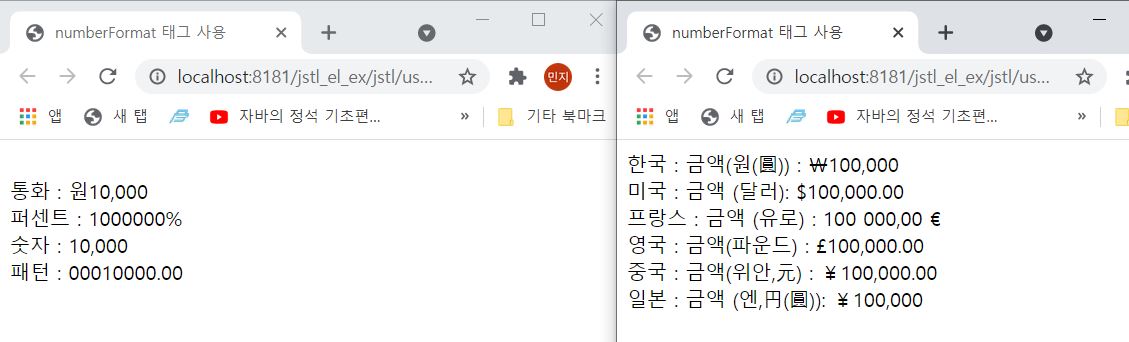 numberFormat 태그 사용
localhost:8181/jstl_el_ex/jstl/us...
민지
앱 새 탭 자바의 정석 기초편... » 기타 북마크
통화 : 원10,000
퍼센트 : 1000000%
숫자 : 10,000
패턴 : 00010000.00
numberFormat 태그 사용
localhost:8181/jstl_el_ex/jstl/us...
앱 새 탭 자바의 정석 기초편... »
한국 : 금액(원(圓)) : ₩100,000
미국 : 금액 (달러): $100,000.00
프랑스 : 금액 (유로) : 100 000,00 €
영국 : 금액(파운드) : £100,000.00
중국 : 금액(위안,元) : ￥100,000.00
일본 : 금액 (엔,円(圓)): ￥100,000